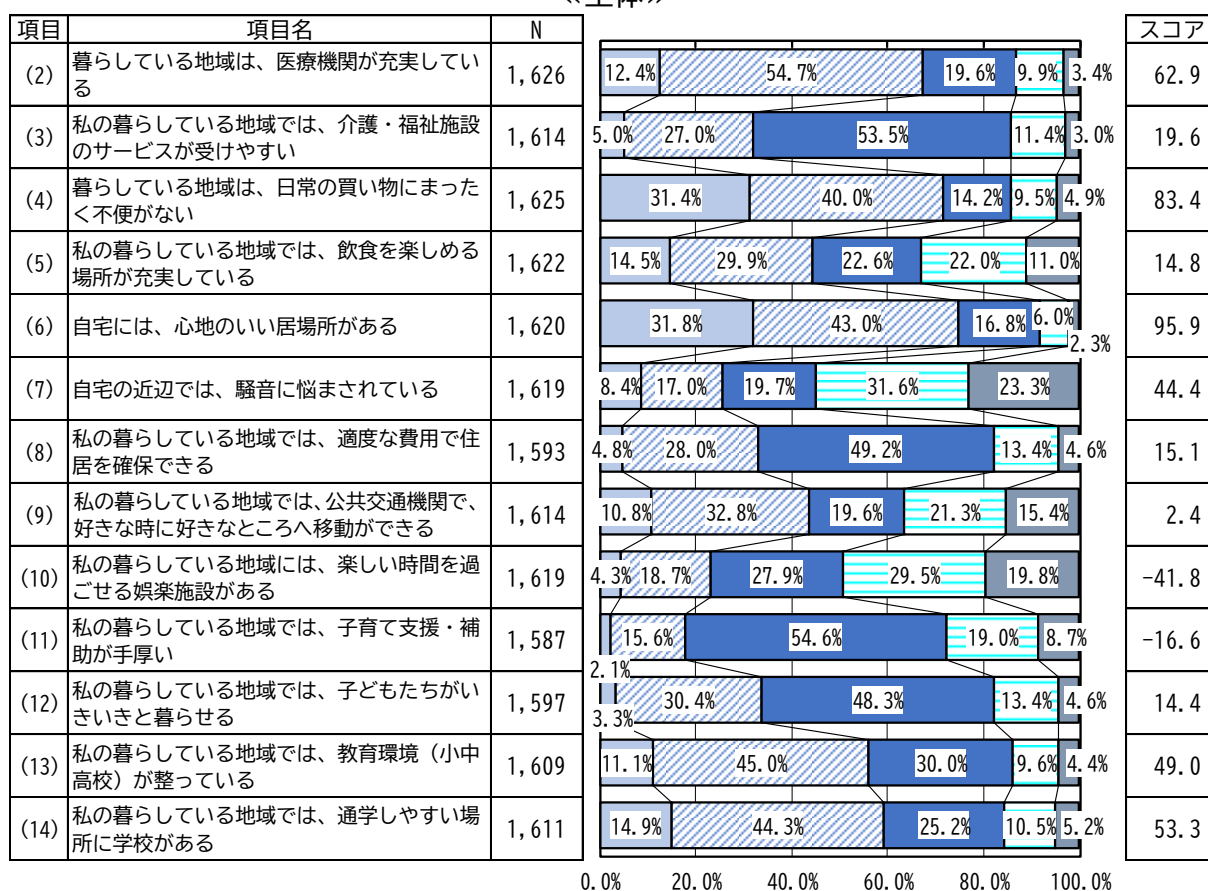 項目 項目名 N スコア
(2) 暮らしている地域は、医療機関が充実してい
る 1,626 12.4% 54.7% 19.6% 9.9% 3.4% 62.9
(3) 私の暮らしている地域では、介護・福祉施設
のサービスが受けやすい 1,614 5.0% 27.0% 53.5% 11.4% 3.0% 19.6
(4) 暮らしている地域は、日常の買い物にまった
く不便がない 1,625 31.4% 40.0% 14.2% 9.5% 4.9% 83.4
(5) 私の暮らしている地域では、飲食を楽しめる
場所が充実している 1,622 14.5% 29.9% 22.6% 22.0% 11.0% 14.8
(6) 自宅には、心地のいい居場所がある 1,620 31.8% 43.0% 16.8% 6.0% 2.3% 95.9
(7) 自宅の近辺では、騒音に悩まされている 1,619 8.4% 17.0% 19.7% 31.6% 23.3% 44.4
(8) 私の暮らしている地域では、適度な費用で住
居を確保できる 1,593 4.8% 28.0% 49.2% 13.4% 4.6% 15.1
(9) 私の暮らしている地域では、公共交通機関で、
好きな時に好きなところへ移動ができる 1,614 10.8% 32.8% 19.6% 21.3% 15.4% 2.4
(10) 私の暮らしている地域には、楽しい時間を過
ごせる娯楽施設がある 1,619 4.3% 18.7% 27.9% 29.5% 19.8% -41.8
(11) 私の暮らしている地域では、子育て支援・補
助が手厚い 1,587 2.1% 15.6% 54.6% 19.0% 8.7% -16.6
(12) 私の暮らしている地域では、子どもたちがい
きいきと暮らせる 1,597 3.3% 30.4% 48.3% 13.4% 4.6% 14.4
(13) 私の暮らしている地域では、教育環境（小中
高校）が整っている 1,609 11.1% 45.0% 30.0% 9.6% 4.4% 49.0
(14) 私の暮らしている地域では、通学しやすい場
所に学校がある 1,611 14.9% 44.3% 25.2% 10.5% 5.2% 53.3
0.0% 20.0% 40.0% 60.0% 80.0% 100.0%